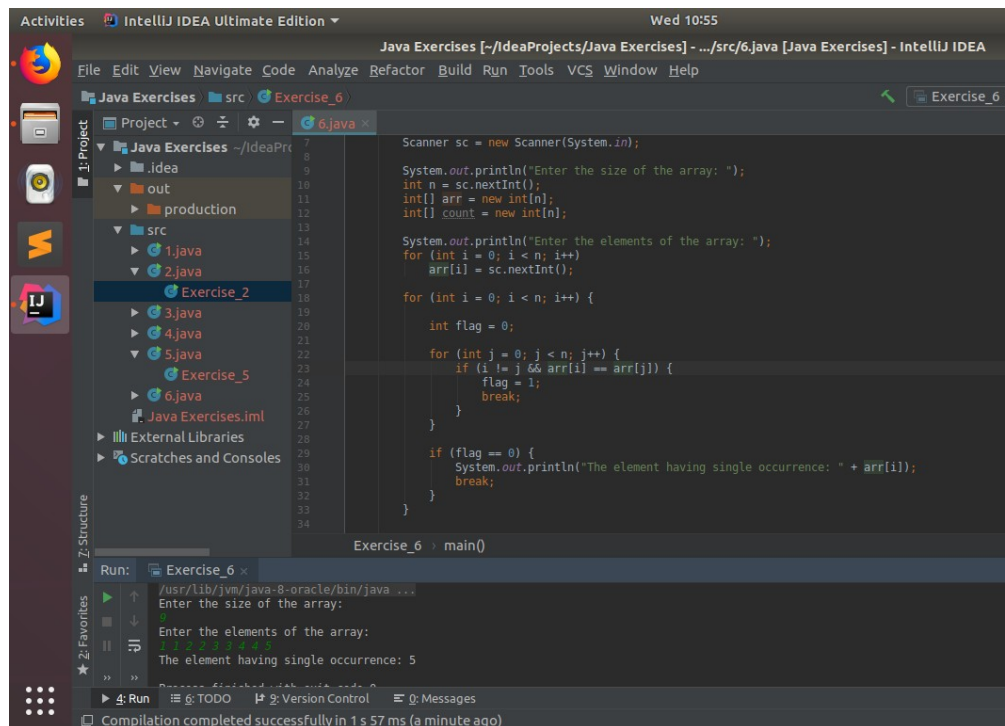 Activities IntelliJ IDEA Ultimate Edition Wed 10:55
Java Exercises [~/IdeaProjects/Java Exercises] - .../src/6.java [Java Exercises] - IntelliJ IDEA
File Edit View Navigate Code Analyze Refactor Build Run Tools VCS Window Help
Java Exercises src Exercise_6 Exercise_6
1: Project
Project
Java Exercises ~/IdeaPro
.idea
out
production
src
1.java
2.java
Exercise_2
3.java
4.java
5.java
Exercise_5
6.java
Java Exercises.iml
External Libraries
Scratches and Consoles
6.java
7 Scanner sc = new Scanner(System.in);
8
9 System.out.println("Enter the size of the array: ");
10 int n = sc.nextInt();
11 int[] arr = new int[n];
12 int[] count = new int[n];
13
14 System.out.println("Enter the elements of the array: ");
15 for (int i = 0; i < n; i++)
16 arr[i] = sc.nextInt();
17
18 for (int i = 0; i < n; i++) {
19
20 int flag = 0;
21
22 for (int j = 0; j < n; j++) {
23 if (i != j && arr[i] == arr[j]) {
24 flag = 1;
25 break;
26 }
27 }
28
29 if (flag == 0) {
30 System.out.println("The element having single occurrence: " + arr[i]);
31 break;
32 }
33 }
34
Exercise_6 main()
7: Structure
2: Favorites
IJ
Run: Exercise_6
/usr/lib/jvm/java-8-oracle/bin/java ...
Enter the size of the array:
9
Enter the elements of the array:
1 1 2 2 3 3 4 4 5
The element having single occurrence: 5
Process finished with exit code 0
4: Run 6: TODO 9: Version Control 0: Messages
Compilation completed successfully in 1 s 57 ms (a minute ago)